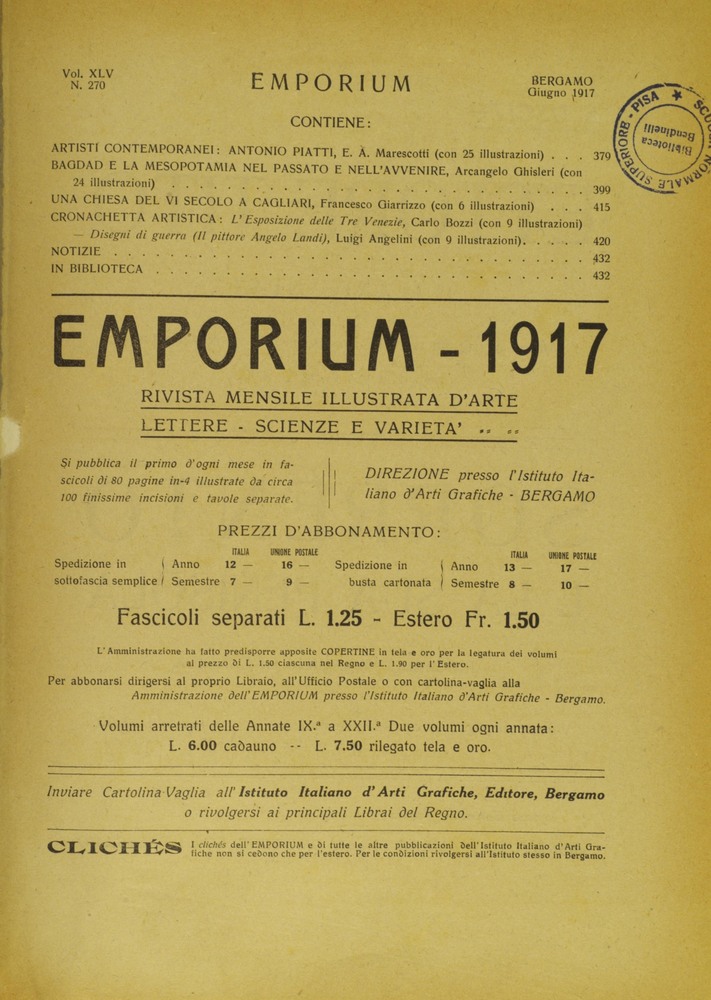 Vol. XLV
N. 270
EMPORIUM
BERGAMO
Giugno 1917
CONTIENE:
ARTISTI CONTEMPORANEI: ANTONIO PIATTI, E. A. Marescotti (con 25 illustrazioni) . . . 379
BAGDAD E LA MESOPOTAMIA NEL PASSATO E NELL'AVVENIRE, Arcangelo Ghisleri (con
24 illustrazioni) . . . . . . . . . . . . . . . . . . . . . . . . . . . . . . 399
UNA CHIESA DEL VI SECOLO A CAGLIARI, Francesco Giarrizzo (con 6 illustrazioni) . . . 415
CRONACHETTA ARTISTICA: L'Esposizione delle Tre Venezie, Carlo Bozzi (con 9 illustrazioni)
— Disegni di guerra (Il pittore Angelo Landi), Luigi Angelini (con 9 illustrazioni). . . . . 420
NOTIZIE . . . . . . . . . . . . . . . . . . . . . . . . . . . . . . . . . . 432
IN BIBLIOTECA . . . . . . . . . . . . . . . . . . . . . . . . . . . . . . . 432
SCUOLA NORMALE SUPERIORE - PISA ★
Biblioteca
Bendinelli
EMPORIUM - 1917
RIVISTA MENSILE ILLUSTRATA D'ARTE
LETTERE - SCIENZE E VARIETA'
Si pubblica il primo d'ogni mese in fa-
scicoli di 80 pagine in-4 illustrate da circa
100 finissime incisioni e tavole separate.
DIREZIONE presso l'Istituto Ita-
liano d'Arti Grafiche - BERGAMO
PREZZI D'ABBONAMENTO:
ITALIA UNIONE POSTALE
Spedizione in Anno 12 — 16 —
sottofascia semplice Semestre 7 — 9 —
ITALIA UNIONE POSTALE
Spedizione in Anno 13 — 17 —
busta cartonata Semestre 8 — 10 —
Fascicoli separati L. 1.25 - Estero Fr. 1.50
L'Amministrazione ha fatto predisporre apposite COPERTINE in tela e oro per la legatura dei volumi
al prezzo di L. 1.50 ciascuna nel Regno e L. 1.90 per l'Estero.
Per abbonarsi dirigersi al proprio Libraio, all'Ufficio Postale o con cartolina-vaglia alla
Amministrazione dell'EMPORIUM presso l'Istituto Italiano d'Arti Grafiche - Bergamo.
Volumi arretrati delle Annate IX.ª a XXII.ª Due volumi ogni annata:
L. 6.00 cadauno -- L. 7.50 rilegato tela e oro.
Inviare Cartolina-Vaglia all'Istituto Italiano d'Arti Grafiche, Editore, Bergamo
o rivolgersi ai principali Librai del Regno.
CLICHÉS I clichés dell'EMPORIUM e di tutte le altre pubblicazioni dell'Istituto Italiano d'Arti Gra-
fiche non si cedono che per l'estero. Per le condizioni rivolgersi all'Istituto stesso in Bergamo.